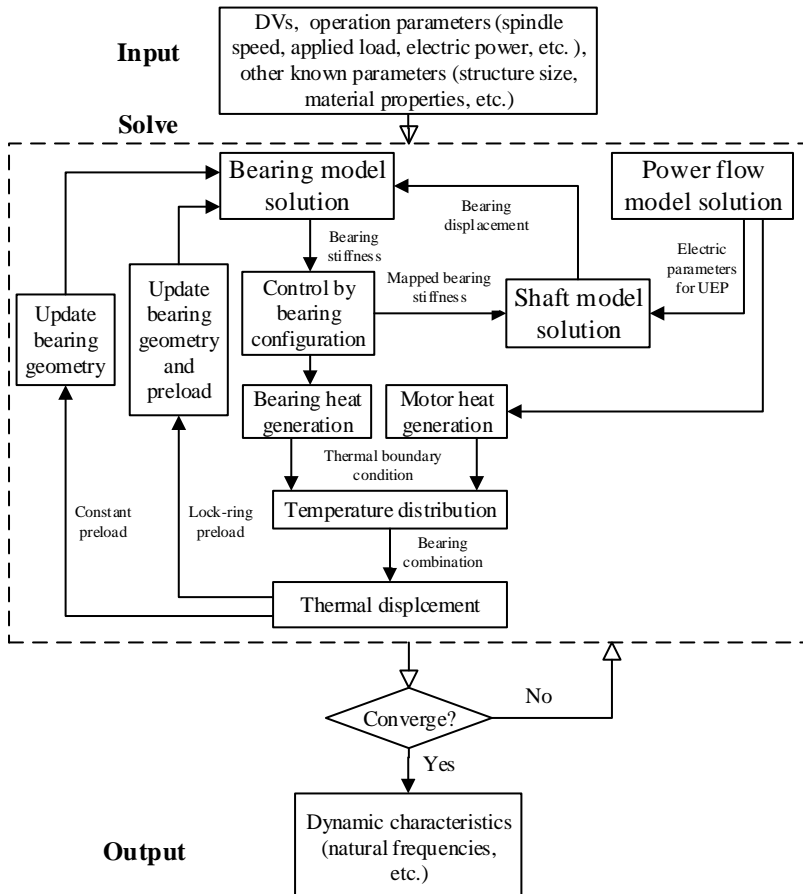 DVs, operation parameters (spindle
speed, applied load, electric power, etc. ),
other known parameters (structure size,
material properties, etc.)
Input
Solve
Bearing model
solution
Power flow
model solution
Bearing
displacement
Bearing
stiffness
Electric
parameters
for UEP
Update
bearing
geometry
Update
bearing
geometry
and
preload
Control by
bearing
configuration
Mapped bearing
stiffness
Shaft model
solution
Bearing heat
generation
Motor heat
generation
Thermal boundary
condition
Temperature distribution
Constant
preload
Lock-ring
preload
Bearing
combination
Thermal displcement
Converge?
No
Yes
Dynamic characteristics
(natural frequencies,
etc.)
Output